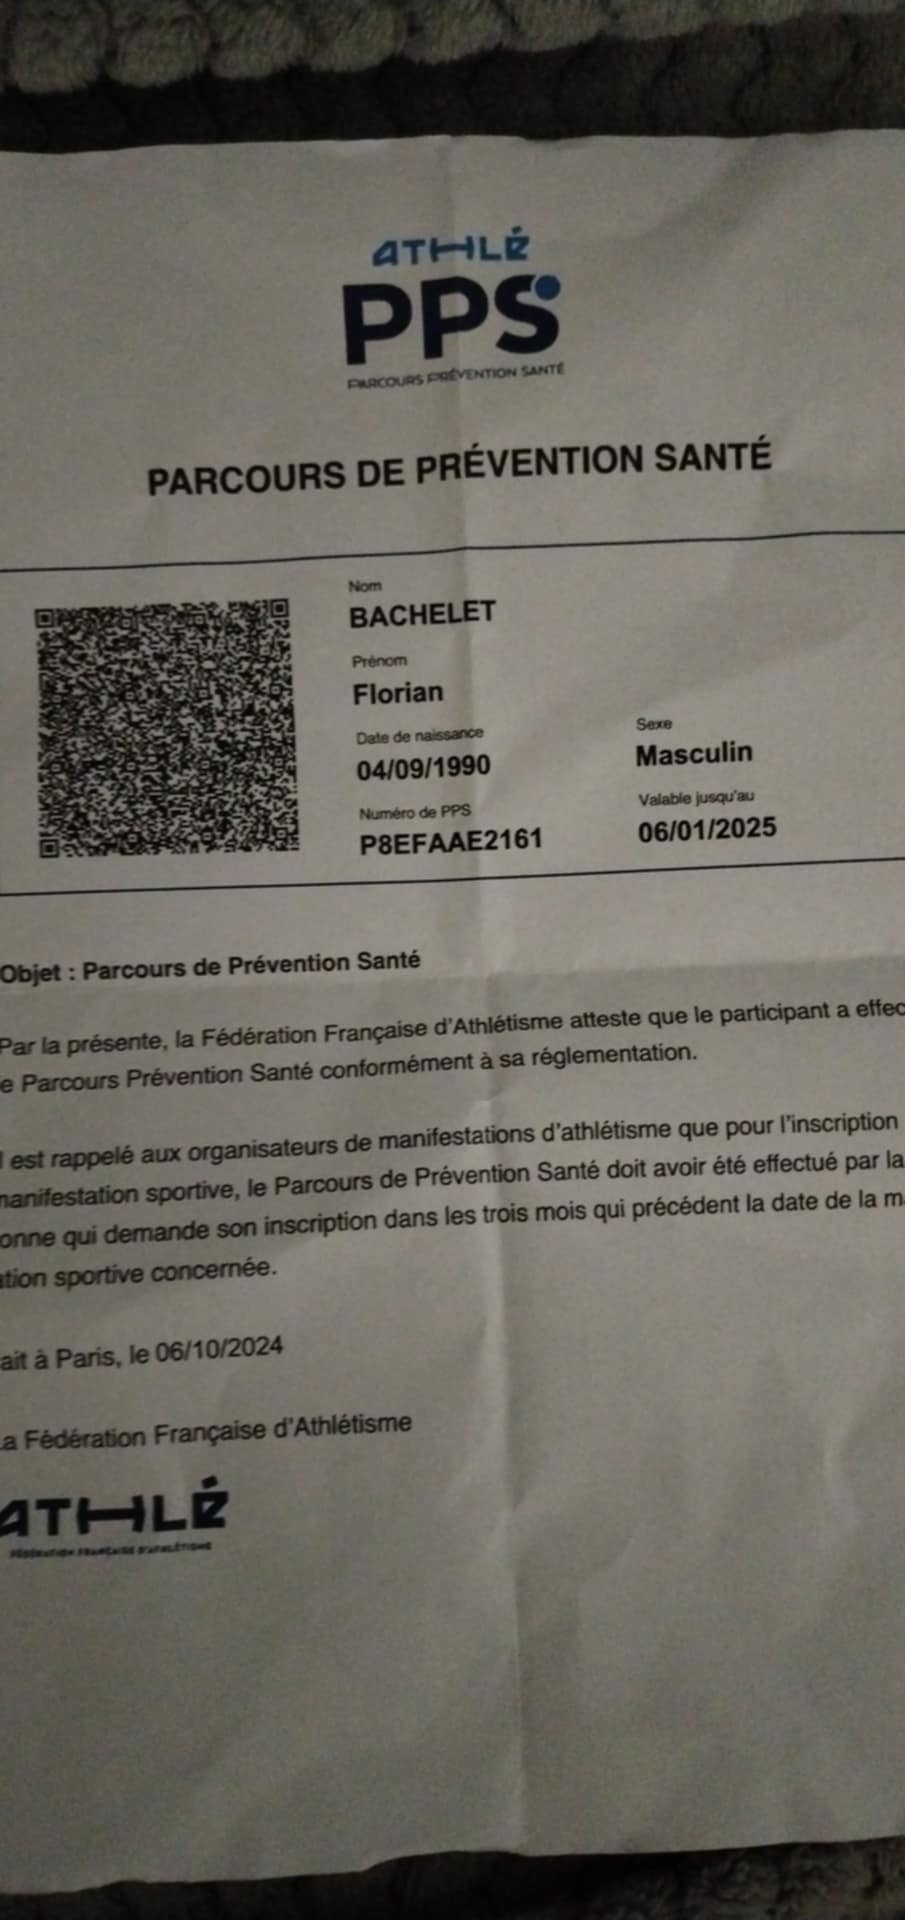 ATHLÉ
PPS
PARCOURS PRÉVENTION SANTÉ
PARCOURS DE PRÉVENTION SANTÉ
Nom
BACHELET
Prénom
Florian
Date de naissance
04/09/1990
Sexe
Masculin
Numéro de PPS
P8EFAAE2161
Valable jusqu'au
06/01/2025
Objet : Parcours de Prévention Santé
Par la présente, la Fédération Française d'Athlétisme atteste que le participant a effec
e Parcours Prévention Santé conformément à sa réglementation.
l est rappelé aux organisateurs de manifestations d'athlétisme que pour l'inscription
manifestation sportive, le Parcours de Prévention Santé doit avoir été effectué par la
onne qui demande son inscription dans les trois mois qui précédent la date de la m
ation sportive concernée.
ait à Paris, le 06/10/2024
La Fédération Française d'Athlétisme
ATHLÉ
FÉDÉRATION FRANÇAISE D'ATHLÉTISME